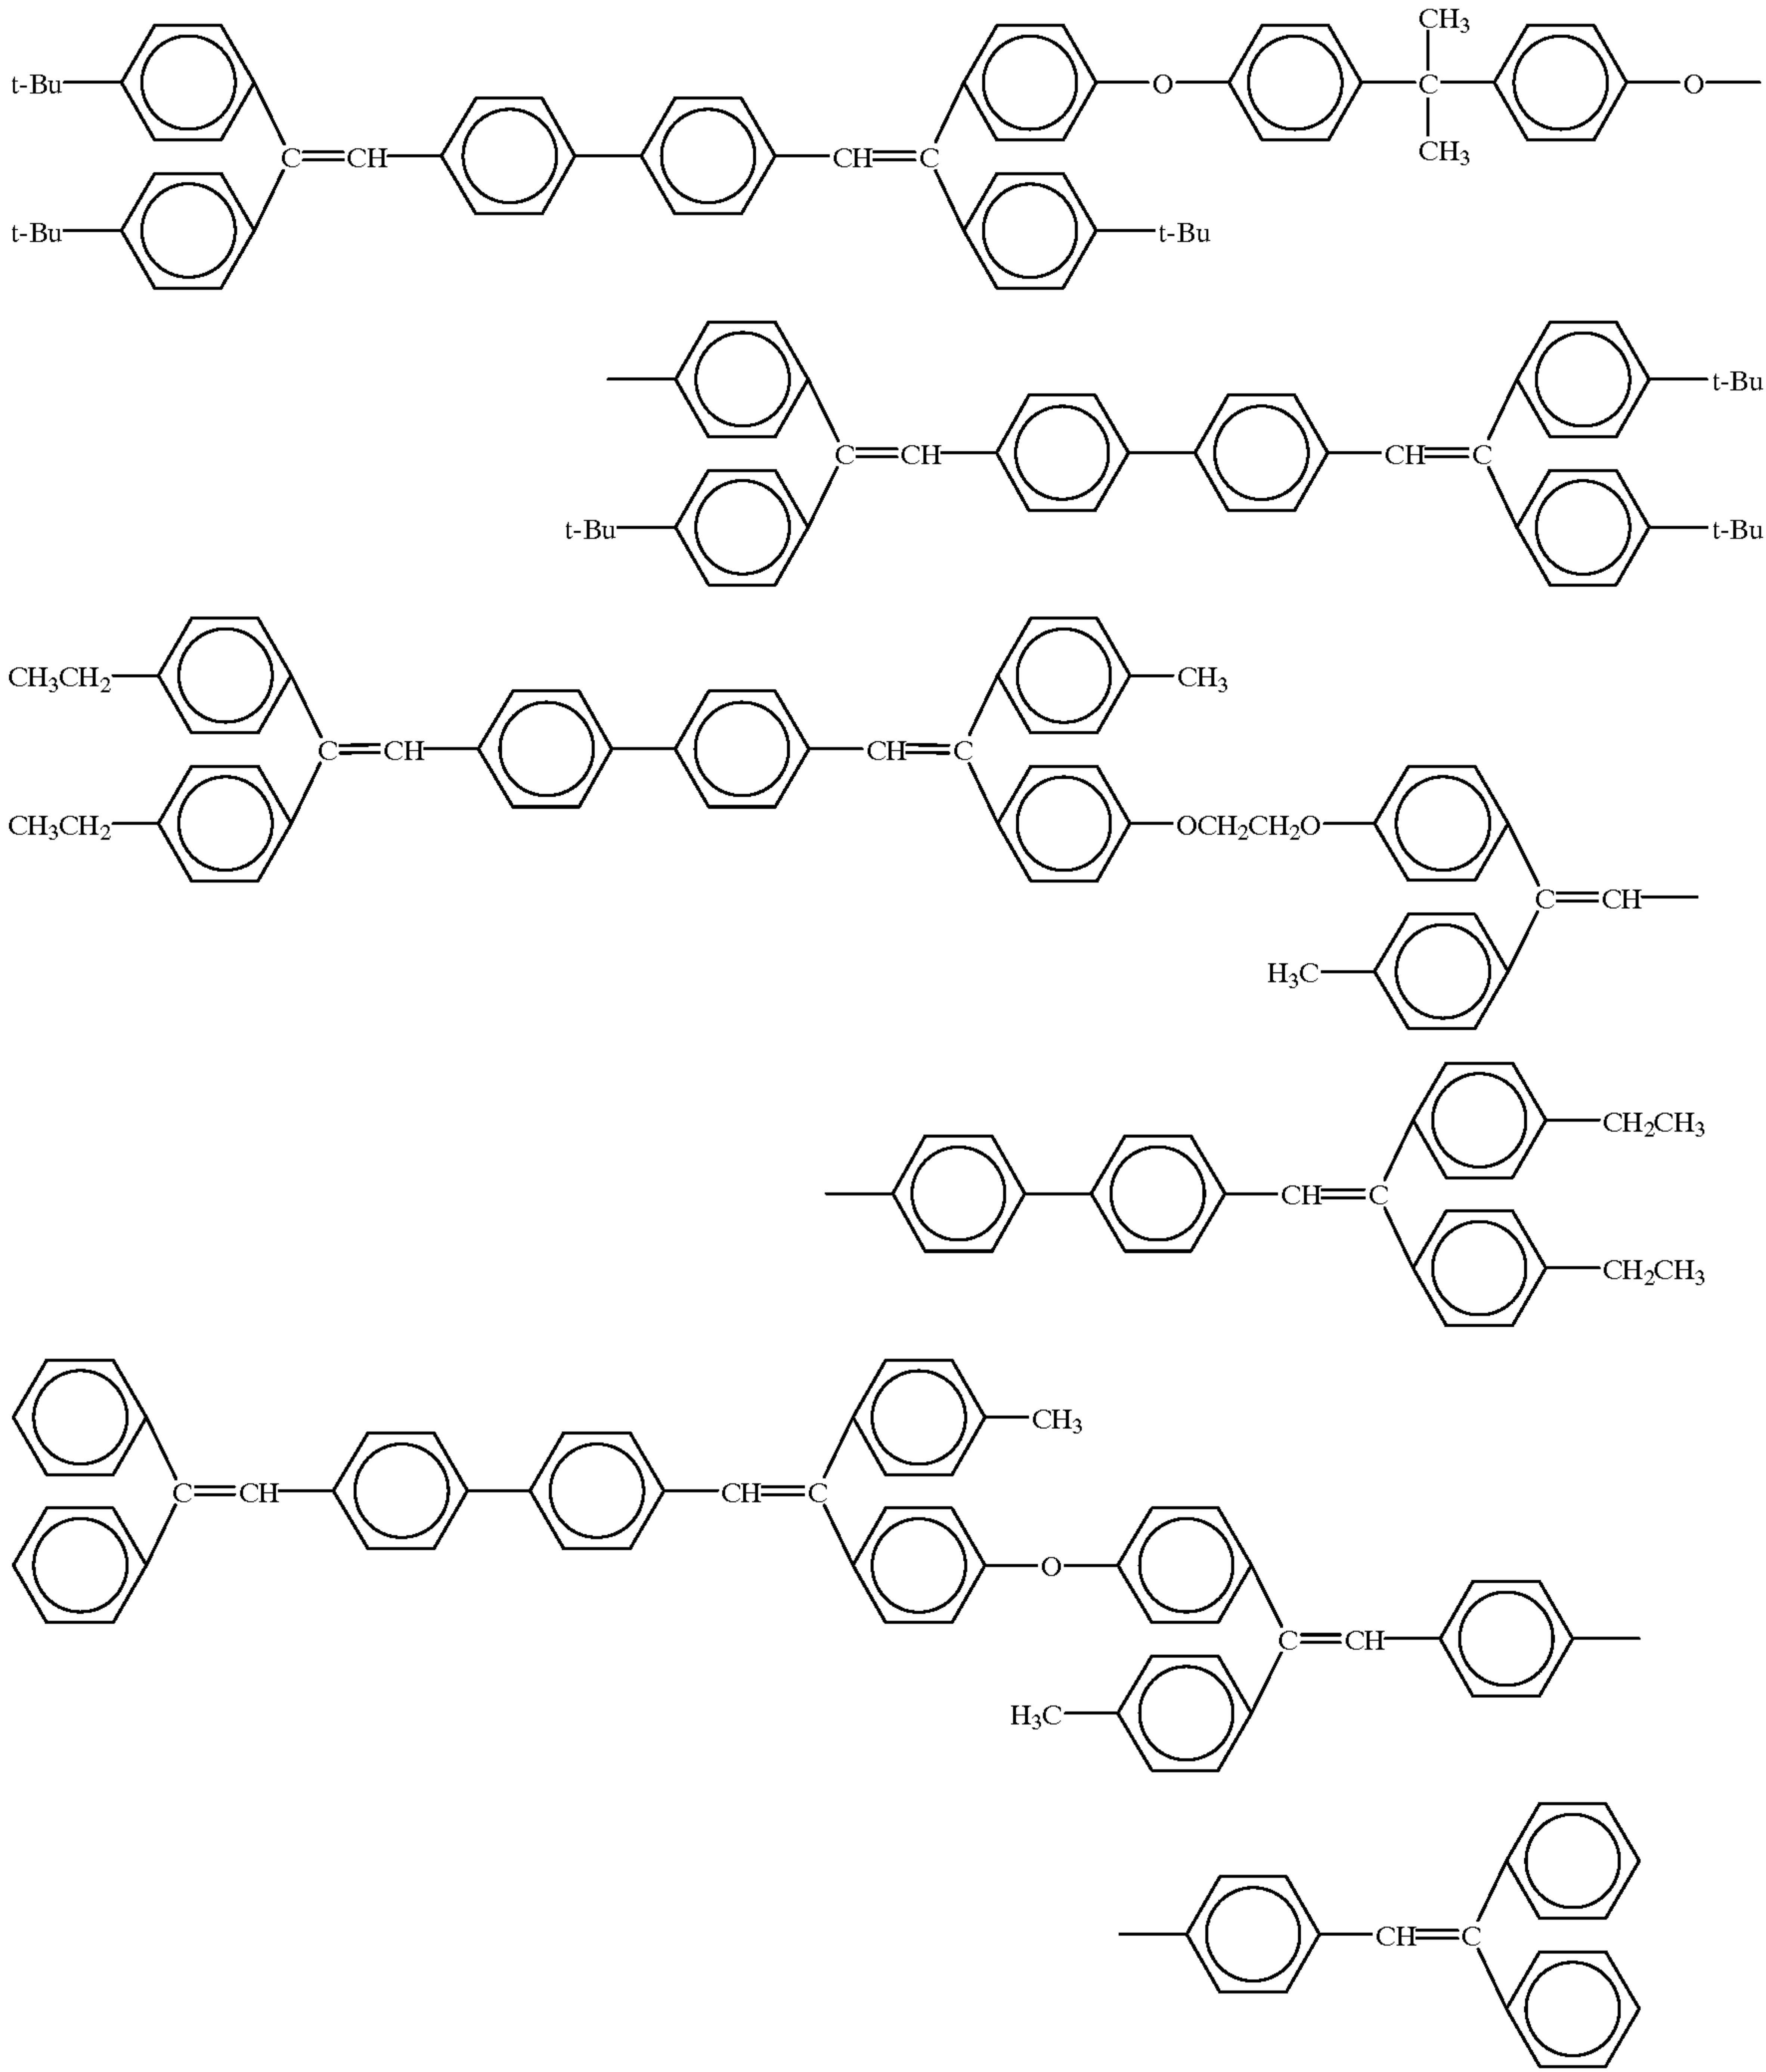 CH3
t-Bu O C O
CH3
C CH CH C
t-Bu t-Bu
t-Bu
C CH CH C
t-Bu t-Bu
CH3CH2 CH3
C CH CH C
CH3CH2 OCH2CH2O
C CH
H3C
CH2CH3
CH C
CH2CH3
CH3
C CH CH C
O
C CH
H3C
CH C